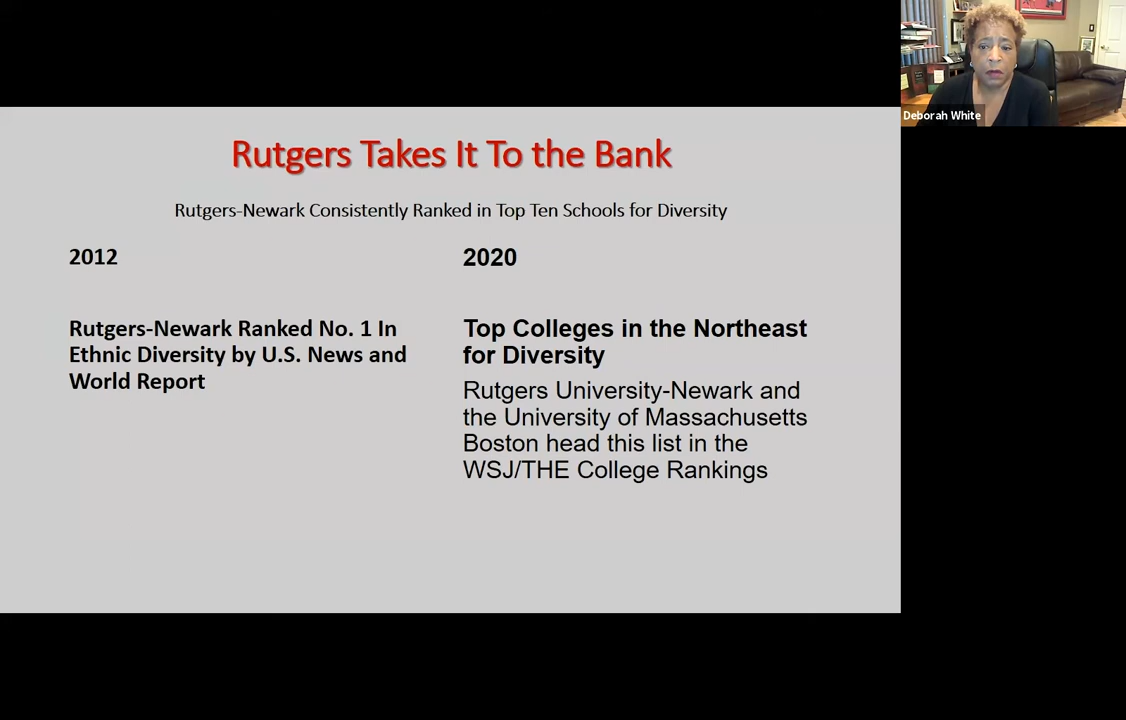 Rutgers Takes It To the Bank
Rutgers-Newark Consistently Ranked in Top Ten Schools for Diversity
2012
Rutgers-Newark Ranked No. 1 In
Ethnic Diversity by U.S. News and
World Report
2020
Top Colleges in the Northeast
for Diversity
Rutgers University-Newark and
the University of Massachusetts
Boston head this list in the
WSJ/THE College Rankings
Deborah White